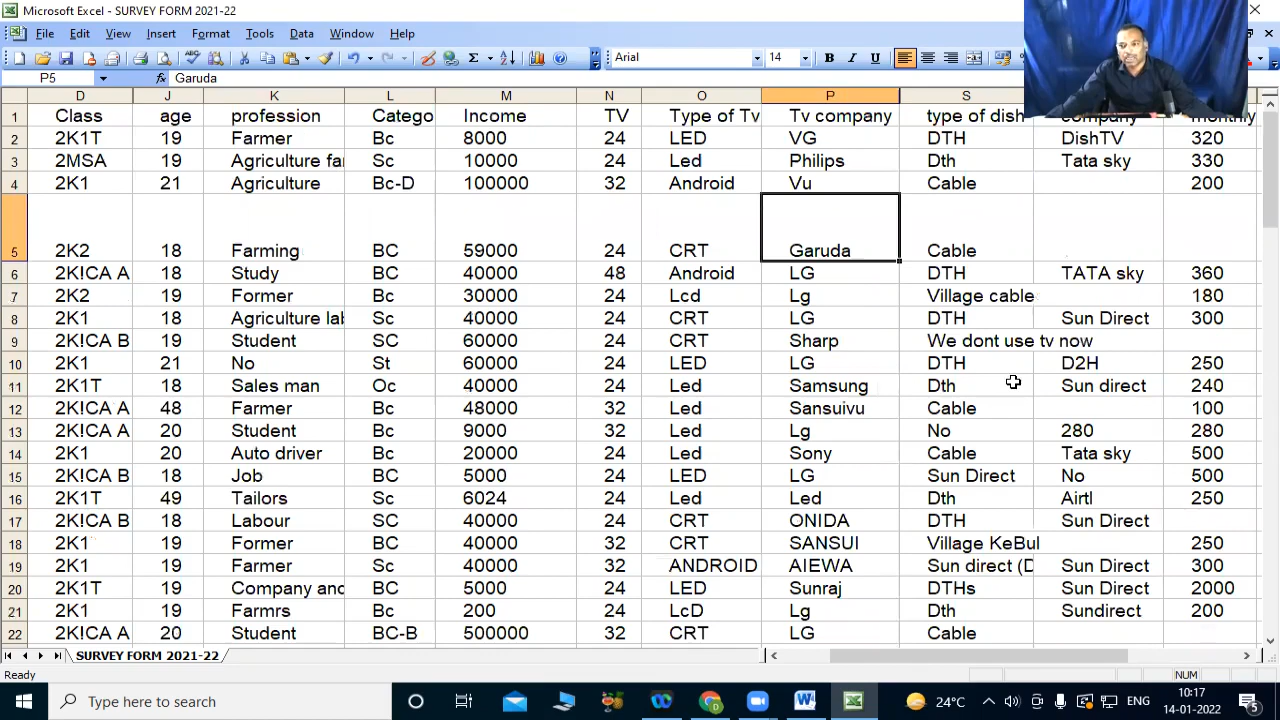 Microsoft Excel - SURVEY FORM 2021-22
File Edit View Insert Format Tools Data Window Help
Arial 14 B I U
P5 fx Garuda
D J K L M N O P S
1 Class age profession Catego Income TV Type of Tv Tv company type of dish company monthly
2 2K1T 19 Farmer Bc 8000 24 LED VG DTH DishTV 320
3 2MSA 19 Agriculture far Sc 10000 24 Led Philips Dth Tata sky 330
4 2K1 21 Agriculture Bc-D 100000 32 Android Vu Cable 200
5 2K2 18 Farming BC 59000 24 CRT Garuda Cable
6 2K!CA A 18 Study BC 40000 48 Android LG DTH TATA sky 360
7 2K2 19 Former Bc 30000 24 Lcd Lg Village cable 180
8 2K1 18 Agriculture lab Sc 40000 24 CRT LG DTH Sun Direct 300
9 2K!CA B 19 Student SC 60000 24 CRT Sharp We dont use tv now
10 2K1 21 No St 60000 24 LED LG DTH D2H 250
11 2K1T 18 Sales man Oc 40000 24 Led Samsung Dth Sun direct 240
12 2K!CA A 48 Farmer Bc 48000 32 Led Sansuivu Cable 100
13 2K!CA A 20 Student Bc 9000 32 Led Lg No 280 280
14 2K1 20 Auto driver Bc 20000 24 Led Sony Cable Tata sky 500
15 2K!CA B 18 Job BC 5000 24 LED LG Sun Direct No 500
16 2K1T 49 Tailors Sc 6024 24 Led Led Dth Airtl 250
17 2K!CA B 18 Labour SC 40000 24 CRT ONIDA DTH Sun Direct
18 2K1 19 Former BC 40000 32 CRT SANSUI Village KeBul 250
19 2K1 19 Farmer Sc 40000 32 ANDROID AIEWA Sun direct (D Sun Direct 300
20 2K1T 19 Company and BC 5000 24 LED Sunraj DTHs Sun Direct 2000
21 2K1 19 Farmrs Bc 200 24 LcD Lg Dth Sundirect 200
22 2K!CA A 20 Student BC-B 500000 32 CRT LG Cable
SURVEY FORM 2021-22
Ready NUM
Type here to search 24°C ENG 10:17
14-01-2022 5